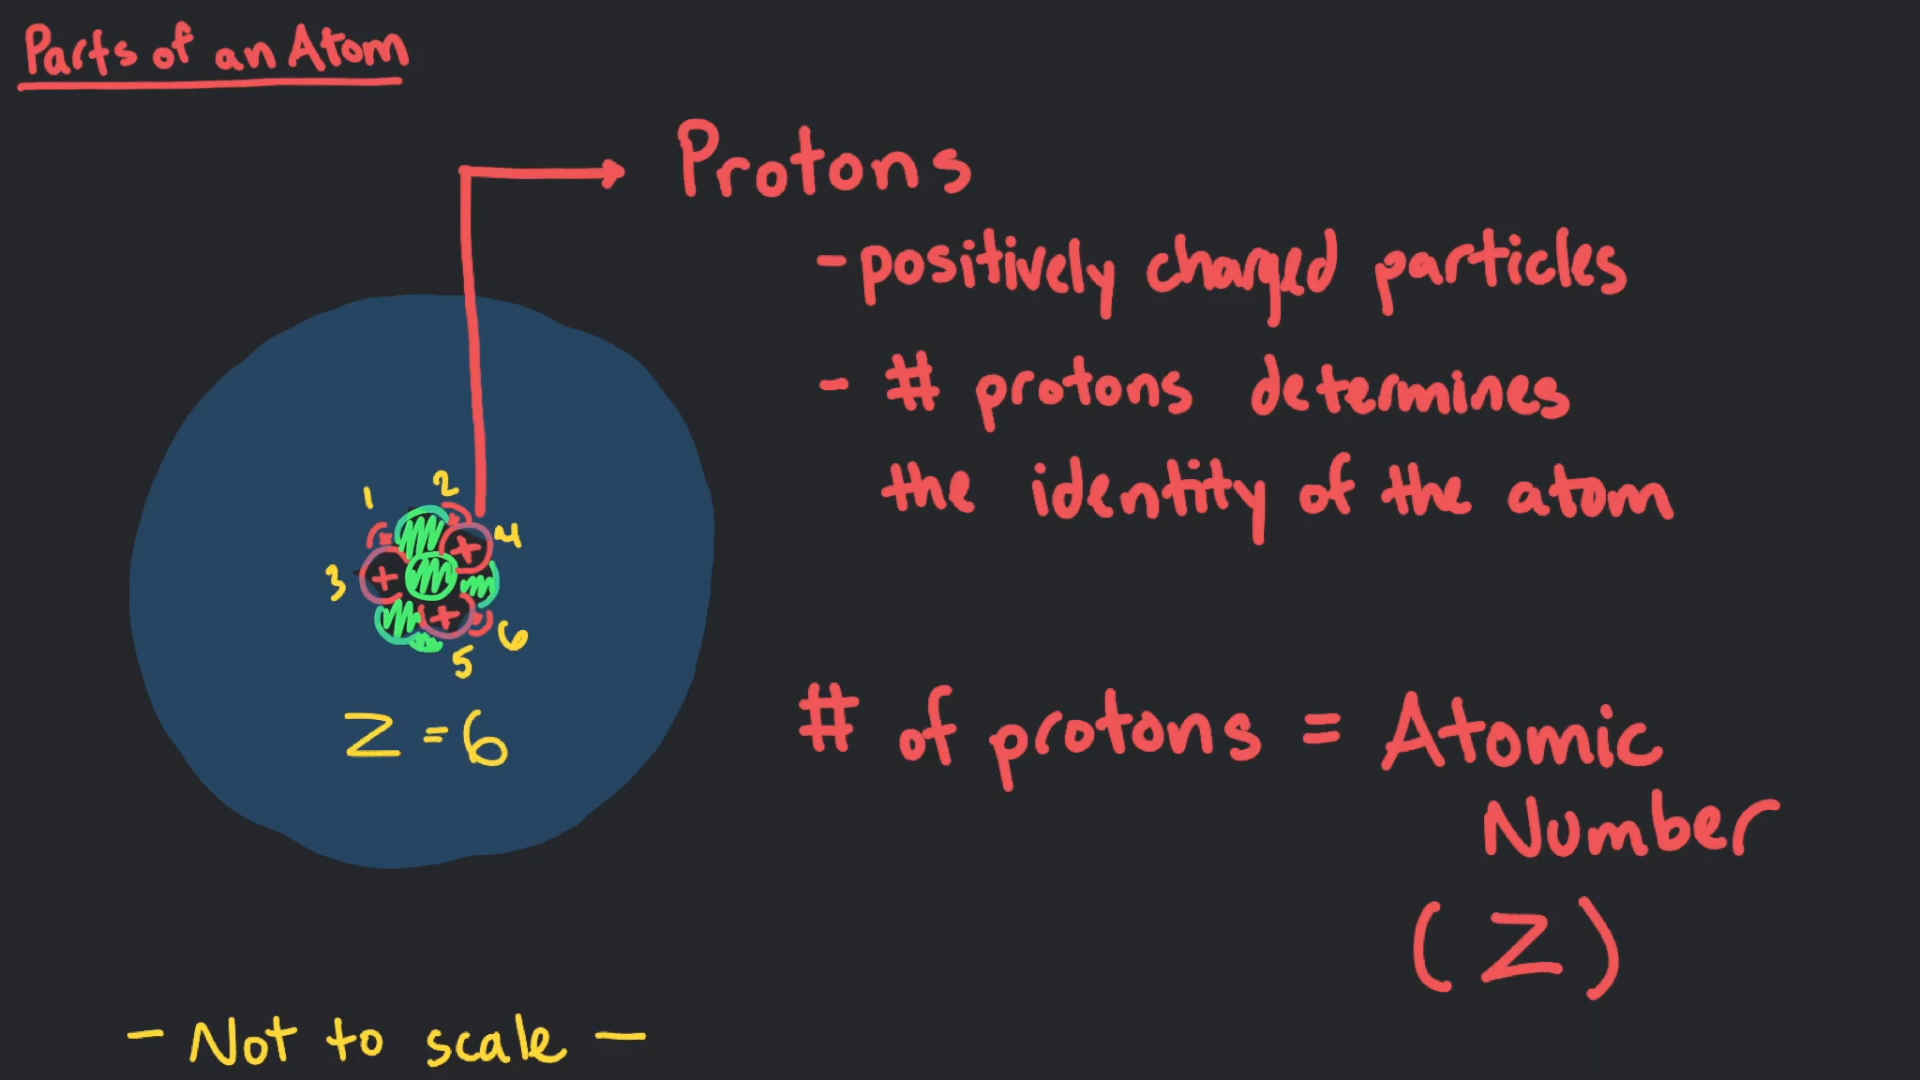 Parts of an Atom
Protons
- positively charged particles
- # protons determines
the identity of the atom
1
2
4
+
3
+
+
6
5
Z = 6
# of protons = Atomic
Number
(Z)
- Not to scale -